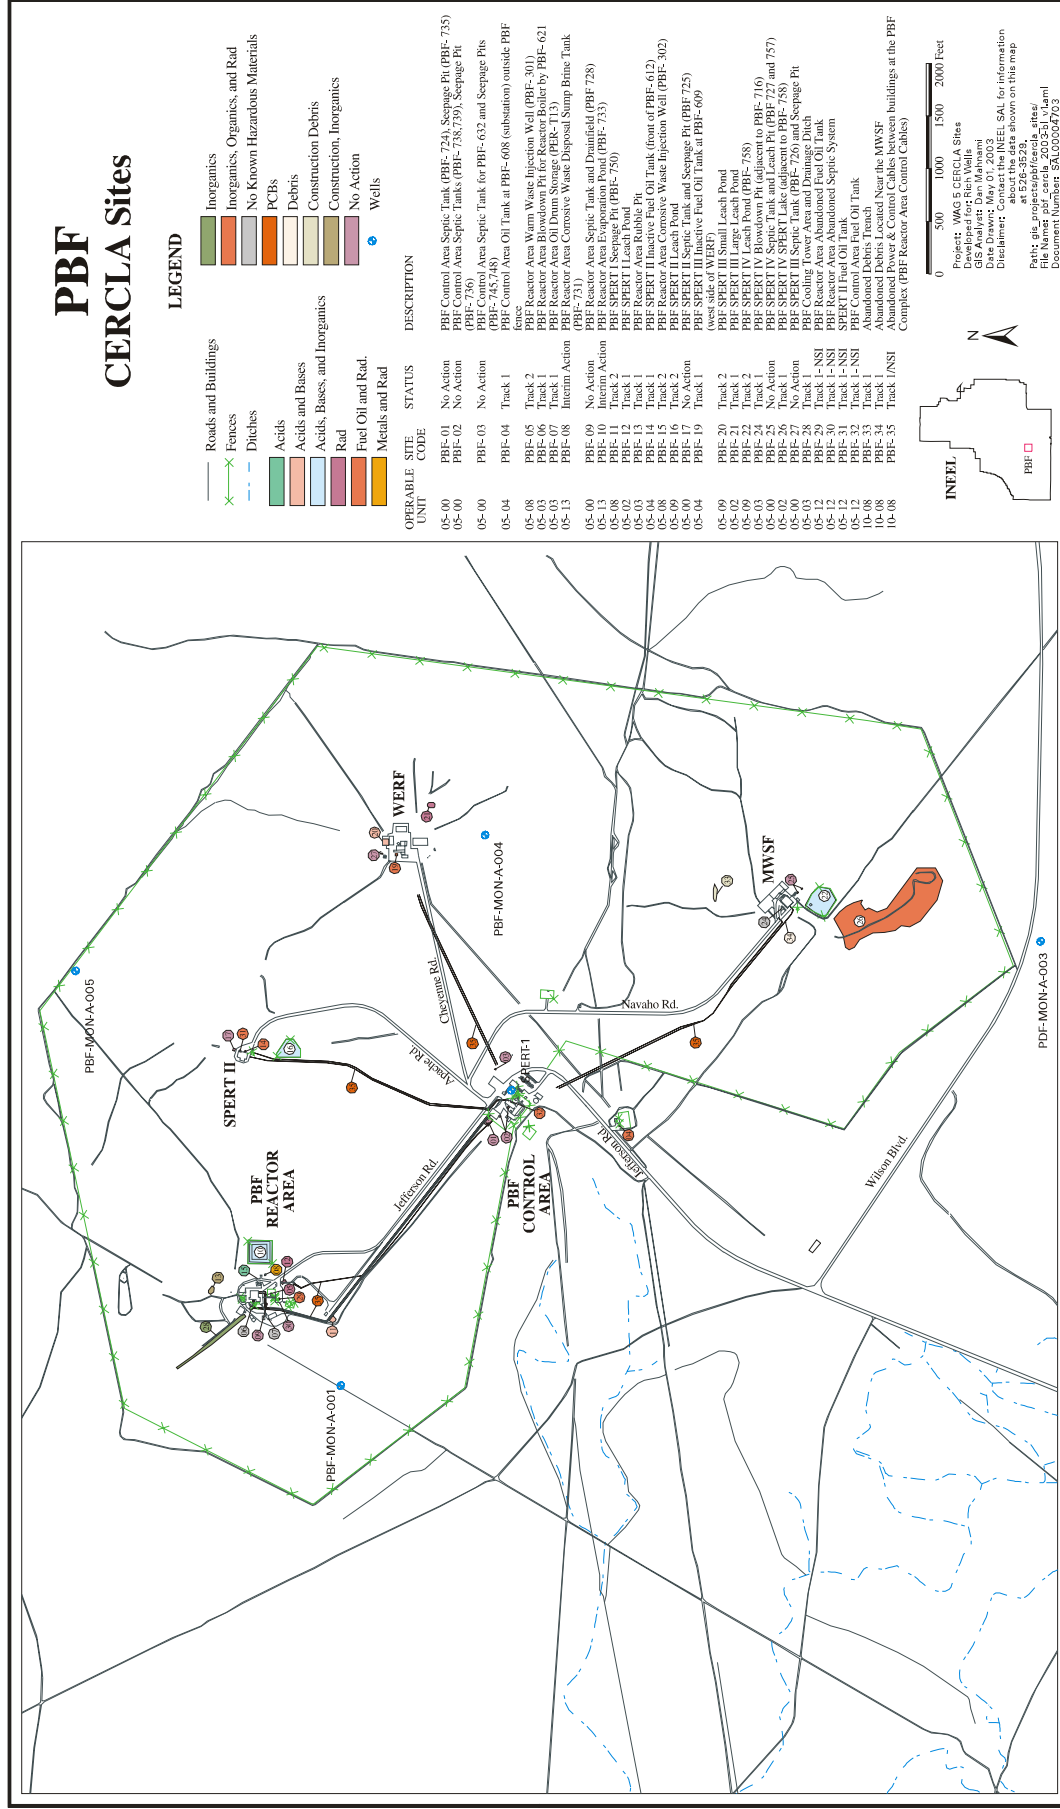 PBF
CERCLA Sites
LEGEND
Roads and Buildings
Fences
Ditches
Acids
Acids and Bases
Acids, Bases, and Inorganics
Rad
Fuel Oil and Rad.
Metals and Rad
Inorganics
Inorganics, Organics, and Rad
No Known Hazardous Materials
PCBs
Debris
Construction Debris
Construction, Inorganics
No Action
Wells
OPERABLE UNIT SITE CODE STATUS DESCRIPTION
05-00 PBF-01 No Action PBF Control Area Septic Tank (PBF-724), Seepage Pit (PBF-735)
05-00 PBF-02 No Action PBF Control Area Septic Tanks (PBF-738,739), Seepage Pit
(PBF-736)
05-00 PBF-03 No Action PBF Control Area Septic Tank for PBF-632 and Seepage Pits
(PBF-745,748)
05-04 PBF-04 Track 1 PBF Control Area Oil Tank at PBF-608 (substation) outside PBF
fence
05-08 PBF-05 Track 2 PBF Reactor Area Warm Waste Injection Well (PBF-301)
05-03 PBF-06 Track 1 PBF Reactor Area Blowdown Pit for Reactor Boiler by PBF-621
05-03 PBF-07 Track 1 PBF Reactor Area Oil Drum Storage (PER-T13)
05-13 PBF-08 Interim Action PBF Reactor Area Corrosive Waste Disposal Sump Brine Tank
(PBF-731)
05-00 PBF-09 No Action PBF Reactor Area Septic Tank and Drainfield (PBF 728)
05-13 PBF-10 Interim Action PBF Reactor Area Evaporation Pond (PBF-733)
05-08 PBF-11 Track 2 PBF SPERT I Seepage Pit (PBF-750)
05-02 PBF-12 Track 1 PBF SPERT I Leach Pond
05-03 PBF-13 Track 1 PBF Reactor Area Rubble Pit
05-04 PBF-14 Track 1 PBF SPERT II Inactive Fuel Oil Tank (front of PBF-612)
05-08 PBF-15 Track 2 PBF Reactor Area Corrosive Waste Injection Well (PBF-302)
05-09 PBF-16 Track 2 PBF SPERT II Leach Pond
05-00 PBF-17 No Action PBF SPERT II Septic Tank and Seepage Pit (PBF 725)
05-04 PBF-19 Track 1 PBF SPERT III Inactive Fuel Oil Tank at PBF-609
(west side of WERF)
05-09 PBF-20 Track 2 PBF SPERT III Small Leach Pond
05-02 PBF-21 Track 1 PBF SPERT III Large Leach Pond
05-09 PBF-22 Track 2 PBF SPERT IV Leach Pond (PBF-758)
05-03 PBF-24 Track 1 PBF SPERT IV Blowdown Pit (adjacent to PBF-716)
05-00 PBF-25 No Action PBF SPERT IV Septic Tank and Leach Pit (PBF 727 and 757)
05-02 PBF-26 Track 1 PBF SPERT IV SPERT Lake (adjacent to PBF-758)
05-00 PBF-27 No Action PBF SPERT III Septic Tank (PBF-726) and Seepage Pit
05-03 PBF-28 Track 1 PBF Cooling Tower Area and Drainage Ditch
05-12 PBF-29 Track 1-NSI PBF Reactor Area Abandoned Fuel Oil Tank
05-12 PBF-30 Track 1-NSI PBF Reactor Area Abandoned Septic System
05-12 PBF-31 Track 1-NSI SPERT II Fuel Oil Tank
05-12 PBF-32 Track 1-NSI PBF Control Area Fuel Oil Tank
10-08 PBF-33 Track 1 Abandoned Debris Trench
10-08 PBF-34 Track 1 Abandoned Debris Located Near the MWSF
10-08 PBF-35 Track 1/NSI Abandoned Power & Control Cables between buildings at the PBF
Complex (PBF Reactor Area Control Cables)
0 500 1000 1500 2000 Feet
INEEL
PBF
N
Project: WAG 5 CERCLA Sites
Developed for: Rich Wells
GIS Analyst: Dan Mahnami
Date Drawn: May 01, 2003
Disclaimer: Contact the INEEL SAL for information
about the data shown on this map
at 526-3529.
Path: gis_projects/pbf/cercla_sites/
File Name: pbf_cercla_2003_b1_v1.aml
Document Number: SAL00004703
PBF-MON-A-005
PBF-MON-A-004
PBF-MON-A-001
PDF-MON-A-003
WERF
MWSF
SPERT II
SPERT-1
PBF
REACTOR
AREA
PBF
CONTROL
AREA
Cheyenne Rd.
Apache Rd.
Navaho Rd.
Jefferson Rd.
Jefferson Rd.
Wilson Blvd.